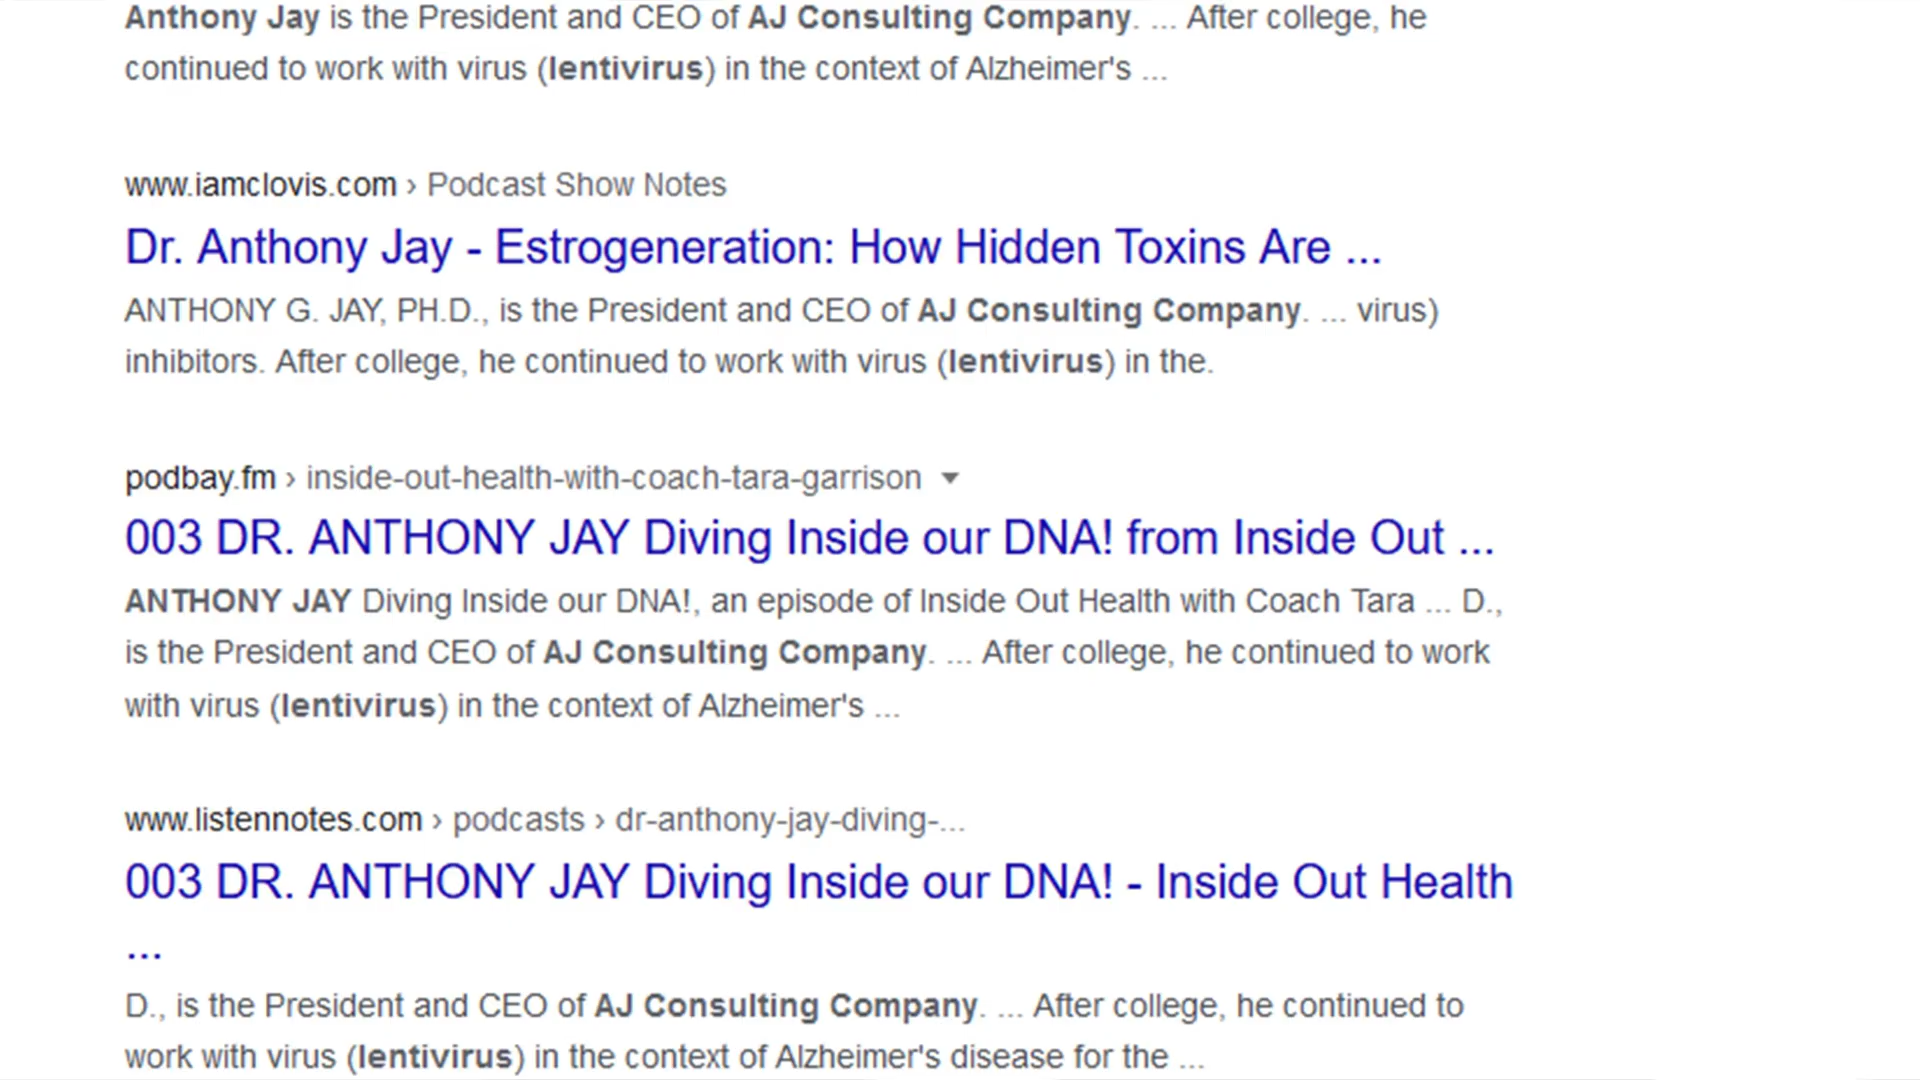 Anthony Jay is the President and CEO of AJ Consulting Company. ... After college, he
continued to work with virus (lentivirus) in the context of Alzheimer's ...
www.iamclovis.com › Podcast Show Notes
Dr. Anthony Jay - Estrogeneration: How Hidden Toxins Are ...
ANTHONY G. JAY, PH.D., is the President and CEO of AJ Consulting Company. ... virus)
inhibitors. After college, he continued to work with virus (lentivirus) in the.
podbay.fm › inside-out-health-with-coach-tara-garrison
003 DR. ANTHONY JAY Diving Inside our DNA! from Inside Out ...
ANTHONY JAY Diving Inside our DNA!, an episode of Inside Out Health with Coach Tara ... D.,
is the President and CEO of AJ Consulting Company. ... After college, he continued to work
with virus (lentivirus) in the context of Alzheimer's ...
www.listennotes.com › podcasts › dr-anthony-jay-diving-...
003 DR. ANTHONY JAY Diving Inside our DNA! - Inside Out Health
...
D., is the President and CEO of AJ Consulting Company. ... After college, he continued to
work with virus (lentivirus) in the context of Alzheimer's disease for the ...